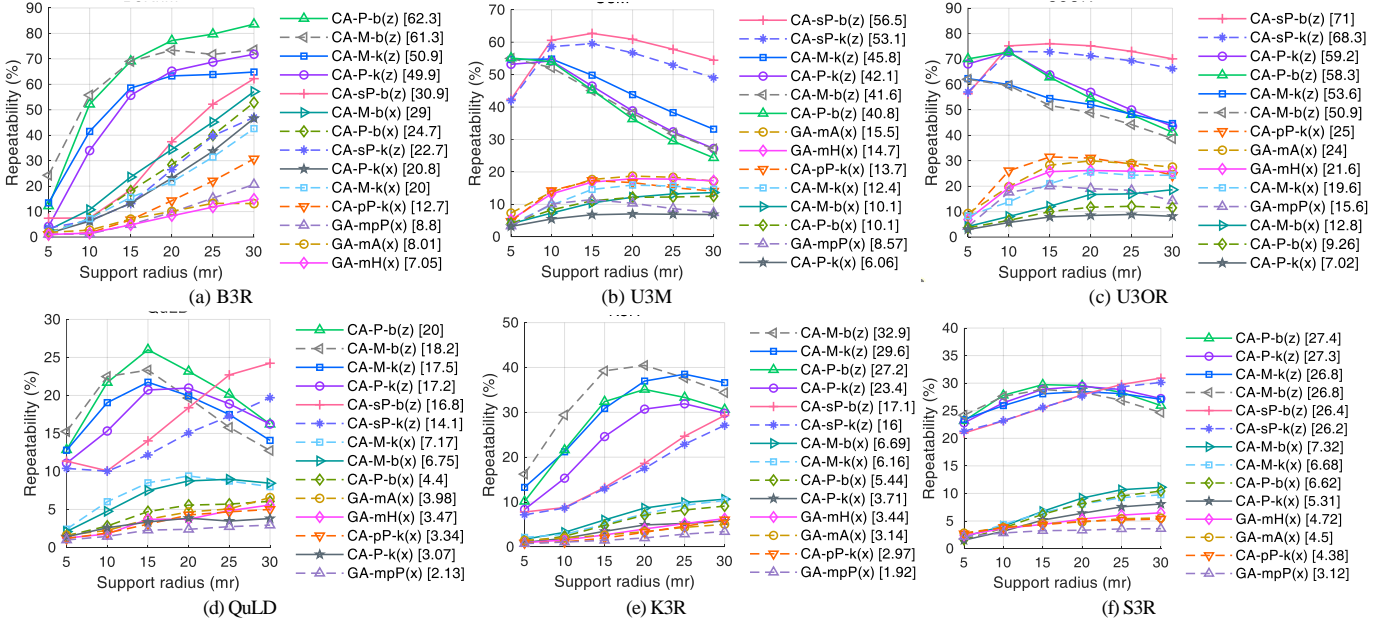 Repeatability (%)
90
80
70
60
50
40
30
20
10
0
5 10 15 20 25 30
Support radius (mr)
CA-P-b(z) [62.3]
CA-M-b(z) [61.3]
CA-M-k(z) [50.9]
CA-P-k(z) [49.9]
CA-sP-b(z) [30.9]
CA-M-b(x) [29]
CA-P-b(x) [24.7]
CA-sP-k(z) [22.7]
CA-P-k(x) [20.8]
CA-M-k(x) [20]
CA-pP-k(x) [12.7]
GA-mpP(x) [8.8]
GA-mA(x) [8.01]
GA-mH(x) [7.05]
(a) B3R
Repeatability (%)
70
60
50
40
30
20
10
0
5 10 15 20 25 30
Support radius (mr)
CA-sP-b(z) [56.5]
CA-sP-k(z) [53.1]
CA-M-k(z) [45.8]
CA-P-k(z) [42.1]
CA-M-b(z) [41.6]
CA-P-b(z) [40.8]
GA-mA(x) [15.5]
GA-mH(x) [14.7]
CA-pP-k(x) [13.7]
CA-M-k(x) [12.4]
CA-M-b(x) [10.1]
CA-P-b(x) [10.1]
GA-mpP(x) [8.57]
CA-P-k(x) [6.06]
(b) U3M
Repeatability (%)
90
80
70
60
50
40
30
20
10
0
5 10 15 20 25 30
Support radius (mr)
CA-sP-b(z) [71]
CA-sP-k(z) [68.3]
CA-P-k(z) [59.2]
CA-P-b(z) [58.3]
CA-M-k(z) [53.6]
CA-M-b(z) [50.9]
CA-pP-k(x) [25]
GA-mA(x) [24]
GA-mH(x) [21.6]
CA-M-k(x) [19.6]
GA-mpP(x) [15.6]
CA-M-b(x) [12.8]
CA-P-b(x) [9.26]
CA-P-k(x) [7.02]
(c) U3OR
Repeatability (%)
30
25
20
15
10
5
0
5 10 15 20 25 30
Support radius (mr)
CA-P-b(z) [20]
CA-M-b(z) [18.2]
CA-M-k(z) [17.5]
CA-P-k(z) [17.2]
CA-sP-b(z) [16.8]
CA-sP-k(z) [14.1]
CA-M-k(x) [7.17]
CA-M-b(x) [6.75]
CA-P-b(x) [4.4]
GA-mA(x) [3.98]
GA-mH(x) [3.47]
CA-pP-k(x) [3.34]
CA-P-k(x) [3.07]
GA-mpP(x) [2.13]
(d) QuLD
Repeatability (%)
50
40
30
20
10
0
5 10 15 20 25 30
Support radius (mr)
CA-M-b(z) [32.9]
CA-M-k(z) [29.6]
CA-P-b(z) [27.2]
CA-P-k(z) [23.4]
CA-sP-b(z) [17.1]
CA-sP-k(z) [16]
CA-M-b(x) [6.69]
CA-M-k(x) [6.16]
CA-P-b(x) [5.44]
CA-P-k(x) [3.71]
GA-mH(x) [3.44]
GA-mA(x) [3.14]
CA-pP-k(x) [2.97]
GA-mpP(x) [1.92]
(e) K3R
Repeatability (%)
40
30
20
10
0
5 10 15 20 25 30
Support radius (mr)
CA-P-b(z) [27.4]
CA-P-k(z) [27.3]
CA-M-k(z) [26.8]
CA-M-b(z) [26.8]
CA-sP-b(z) [26.4]
CA-sP-k(z) [26.2]
CA-M-b(x) [7.32]
CA-M-k(x) [6.68]
CA-P-b(x) [6.62]
CA-P-k(x) [5.31]
GA-mH(x) [4.72]
GA-mA(x) [4.5]
CA-pP-k(x) [4.38]
GA-mpP(x) [3.12]
(f) S3R